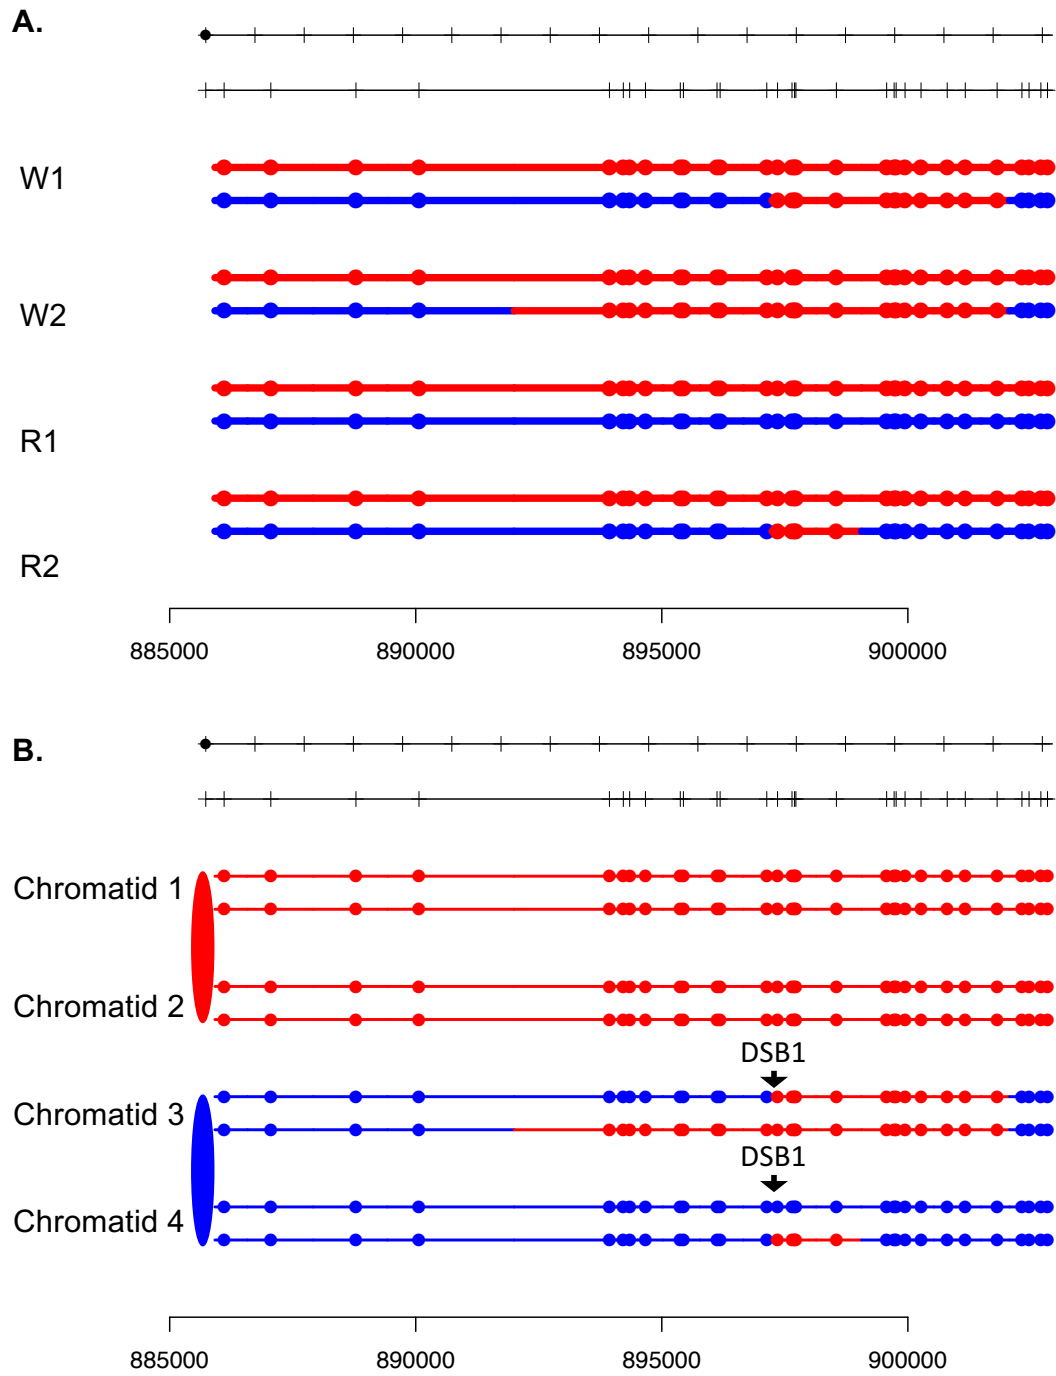 A.
W1
W2
R1
R2
885000 890000 895000 900000
B.
Chromatid 1
Chromatid 2
DSB1
Chromatid 3
DSB1
Chromatid 4
885000 890000 895000 900000